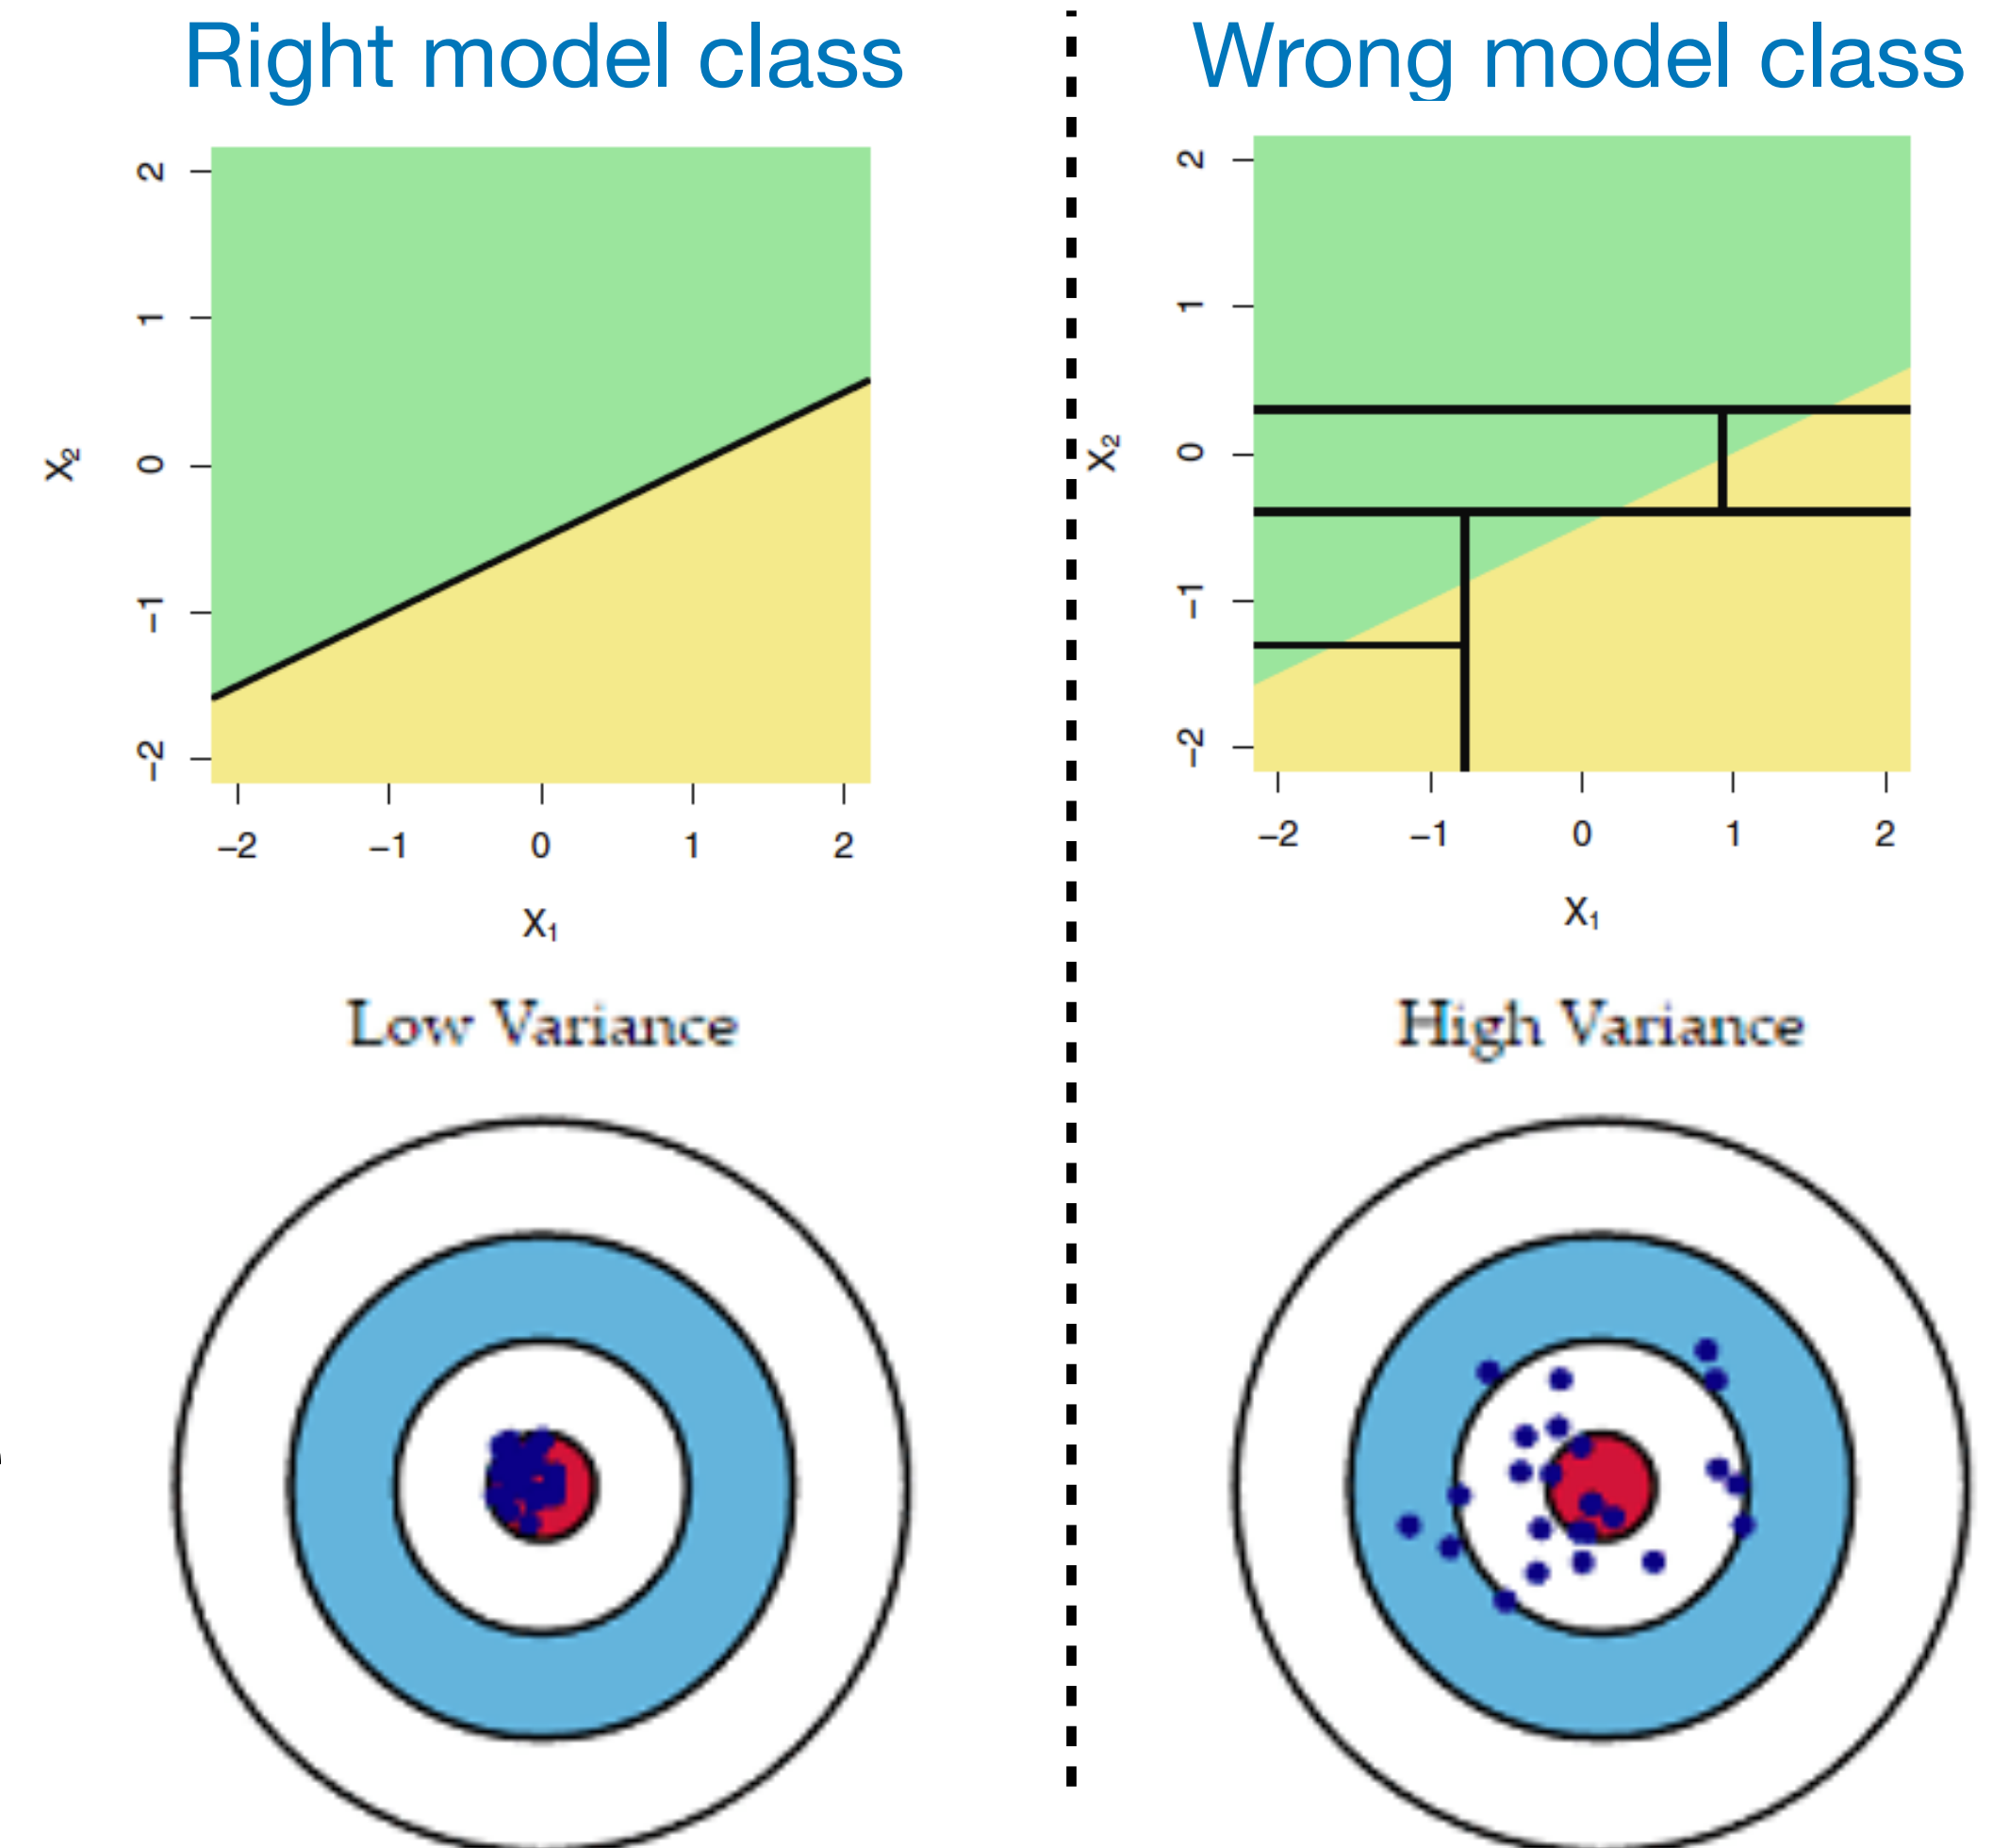 Right model class
Wrong model class
2
1
0
−1
−2
X₂
−2 −1 0 1 2
X₁
2
1
0
−1
−2
X₂
−2 −1 0 1 2
X₁
Low Variance
High Variance